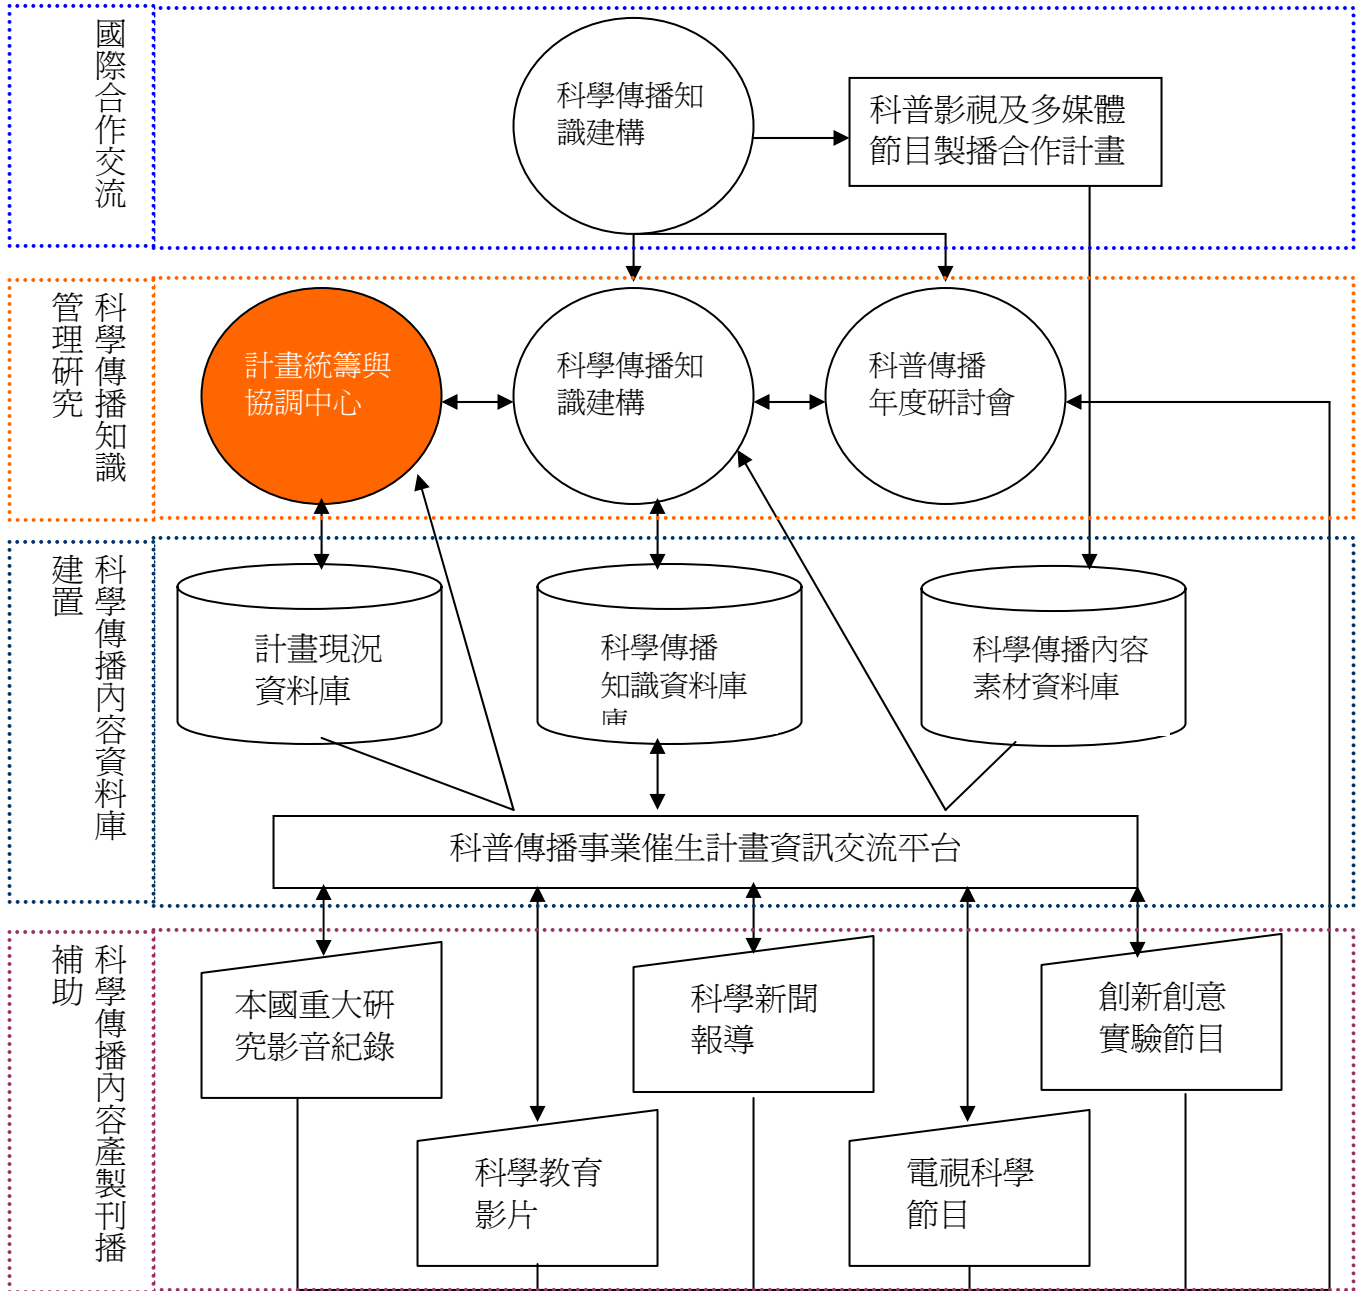 國際合作交流
科學傳播知
識建構
科普影視及多媒體
節目製播合作計畫
科學傳播知識
管理研究
計畫統籌與
協調中心
科學傳播知
識建構
科普傳播
年度研討會
科學傳播內容資料庫
建置
計畫現況
資料庫
科學傳播
知識資料庫
庫
科學傳播內容
素材資料庫
科普傳播事業催生計畫資訊交流平台
科學傳播內容產製刊播
補助
本國重大研
究影音紀錄
科學新聞
報導
創新創意
實驗節目
科學教育
影片
電視科學
節目